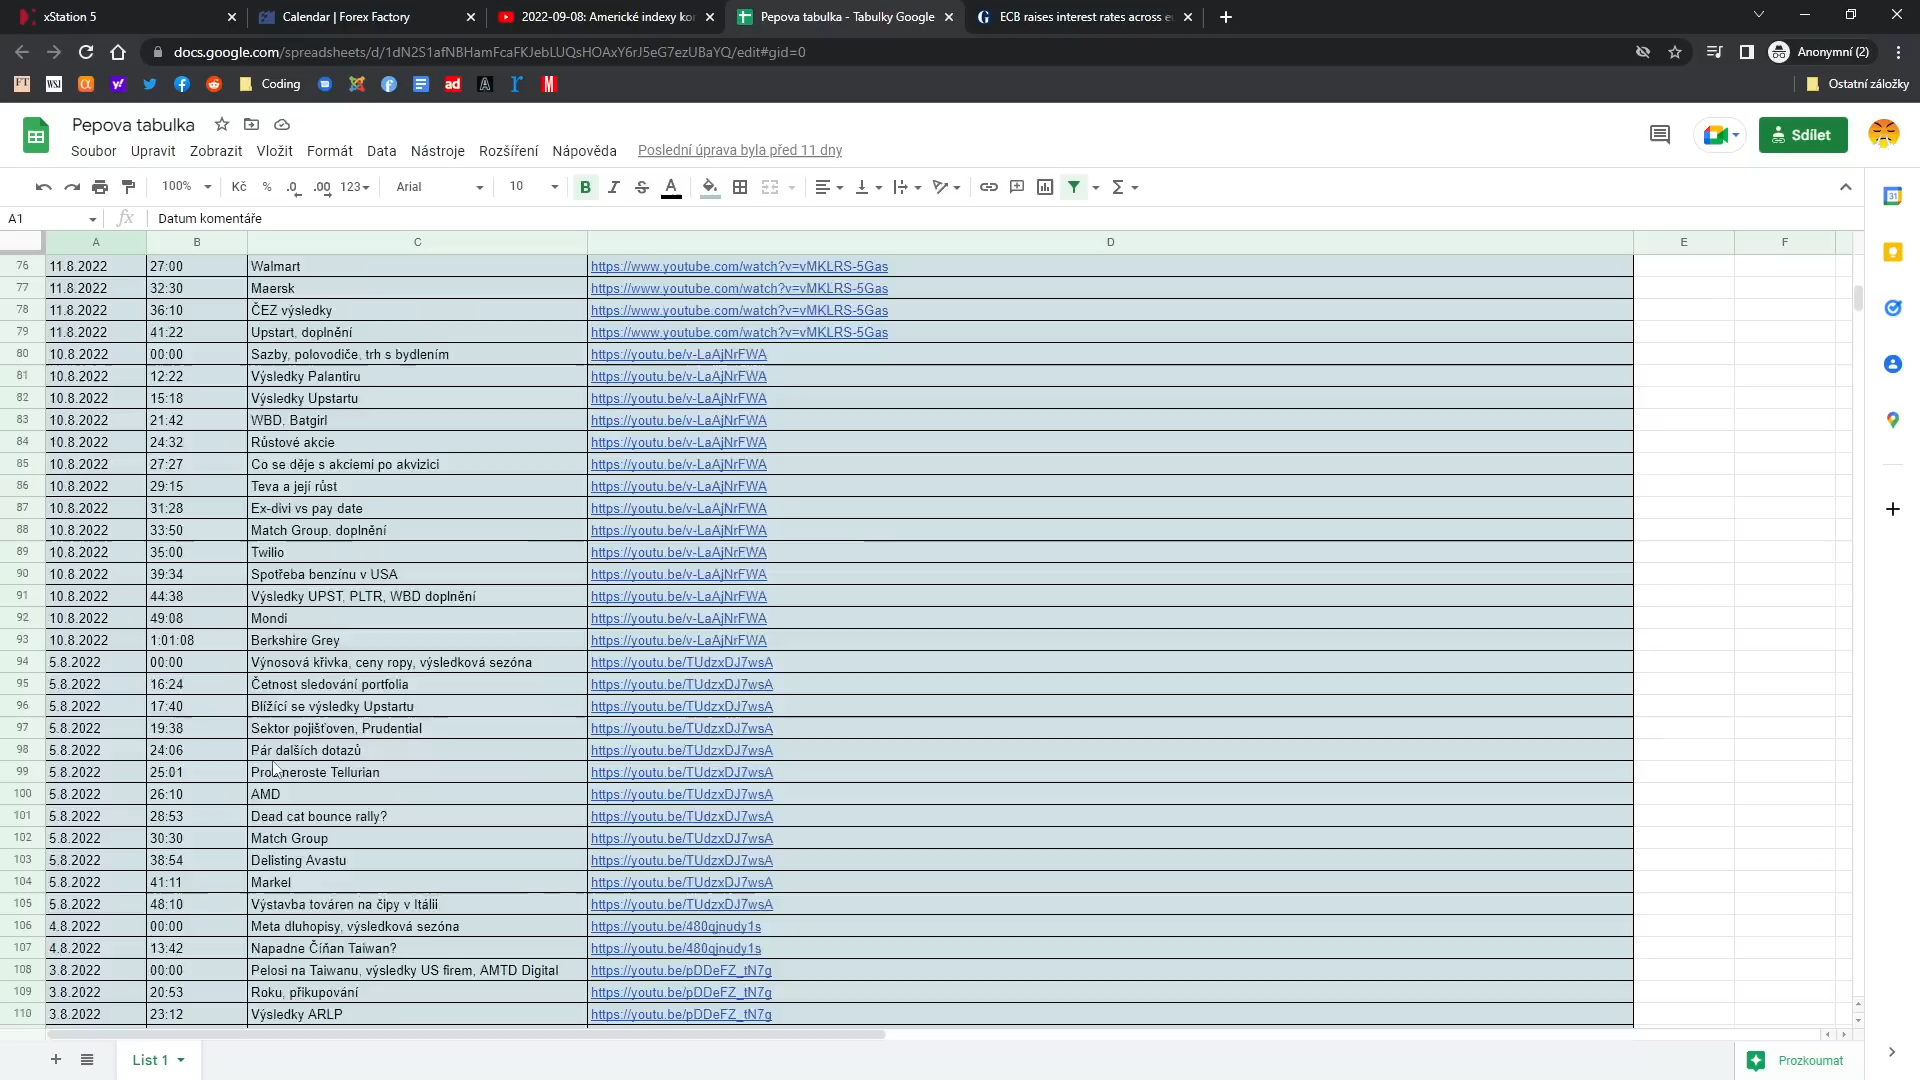 xStation 5
Calendar | Forex Factory
2022-09-08: Americké indexy kor
Pepova tabulka - Tabulky Google
ECB raises interest rates across eu
docs.google.com/spreadsheets/d/1dN2S1afNBHamFcaFKJebLUQsHOAxY6rJ5eG7ezUBaYQ/edit#gid=0
Anonymní (2)
FT
WSJ
Coding
ad
Ostatní záložky
Pepova tabulka
Soubor Upravit Zobrazit Vložit Formát Data Nástroje Rozšíření Nápověda Poslední úprava byla před 11 dny
Sdílet
100% Kč % .0 .00 123 Arial 10 B I S A
A1 fx Datum komentáře
A B C D E F
76 11.8.2022 27:00 Walmart https://www.youtube.com/watch?v=vMKLRS-5Gas
77 11.8.2022 32:30 Maersk https://www.youtube.com/watch?v=vMKLRS-5Gas
78 11.8.2022 36:10 ČEZ výsledky https://www.youtube.com/watch?v=vMKLRS-5Gas
79 11.8.2022 41:22 Upstart, doplnění https://www.youtube.com/watch?v=vMKLRS-5Gas
80 10.8.2022 00:00 Sazby, polovodiče, trh s bydlením https://youtu.be/v-LaAjNrFWA
81 10.8.2022 12:22 Výsledky Palantiru https://youtu.be/v-LaAjNrFWA
82 10.8.2022 15:18 Výsledky Upstartu https://youtu.be/v-LaAjNrFWA
83 10.8.2022 21:42 WBD, Batgirl https://youtu.be/v-LaAjNrFWA
84 10.8.2022 24:32 Růstové akcie https://youtu.be/v-LaAjNrFWA
85 10.8.2022 27:27 Co se děje s akciemi po akvizici https://youtu.be/v-LaAjNrFWA
86 10.8.2022 29:15 Teva a její růst https://youtu.be/v-LaAjNrFWA
87 10.8.2022 31:28 Ex-divi vs pay date https://youtu.be/v-LaAjNrFWA
88 10.8.2022 33:50 Match Group, doplnění https://youtu.be/v-LaAjNrFWA
89 10.8.2022 35:00 Twilio https://youtu.be/v-LaAjNrFWA
90 10.8.2022 39:34 Spotřeba benzínu v USA https://youtu.be/v-LaAjNrFWA
91 10.8.2022 44:38 Výsledky UPST, PLTR, WBD doplnění https://youtu.be/v-LaAjNrFWA
92 10.8.2022 49:08 Mondi https://youtu.be/v-LaAjNrFWA
93 10.8.2022 1:01:08 Berkshire Grey https://youtu.be/v-LaAjNrFWA
94 5.8.2022 00:00 Výnosová křivka, ceny ropy, výsledková sezóna https://youtu.be/TUdzxDJ7wsA
95 5.8.2022 16:24 Četnost sledování portfolia https://youtu.be/TUdzxDJ7wsA
96 5.8.2022 17:40 Blížící se výsledky Upstartu https://youtu.be/TUdzxDJ7wsA
97 5.8.2022 19:38 Sektor pojišťoven, Prudential https://youtu.be/TUdzxDJ7wsA
98 5.8.2022 24:06 Pár dalších dotazů https://youtu.be/TUdzxDJ7wsA
99 5.8.2022 25:01 Tellurian https://youtu.be/TUdzxDJ7wsA
100 5.8.2022 26:10 AMD https://youtu.be/TUdzxDJ7wsA
101 5.8.2022 28:53 Dead cat bounce rally? https://youtu.be/TUdzxDJ7wsA
102 5.8.2022 30:30 Match Group https://youtu.be/TUdzxDJ7wsA
103 5.8.2022 38:54 Delisting Avastu https://youtu.be/TUdzxDJ7wsA
104 5.8.2022 41:11 Markel https://youtu.be/TUdzxDJ7wsA
105 5.8.2022 48:10 Výstavba továren na čipy v Itálii https://youtu.be/TUdzxDJ7wsA
106 4.8.2022 00:00 Meta dluhopisy, výsledková sezóna https://youtu.be/480qjnudy1s
107 4.8.2022 13:42 Napadne Číňan Taiwan? https://youtu.be/480qjnudy1s
108 3.8.2022 00:00 Pelosi na Taiwanu, výsledky US firem, AMTD Digital https://youtu.be/pDDeFZ_tN7g
109 3.8.2022 20:53 Roku, přikupování https://youtu.be/pDDeFZ_tN7g
110 3.8.2022 23:12 Výsledky ARLP https://youtu.be/pDDeFZ_tN7g
List 1
Prozkoumat